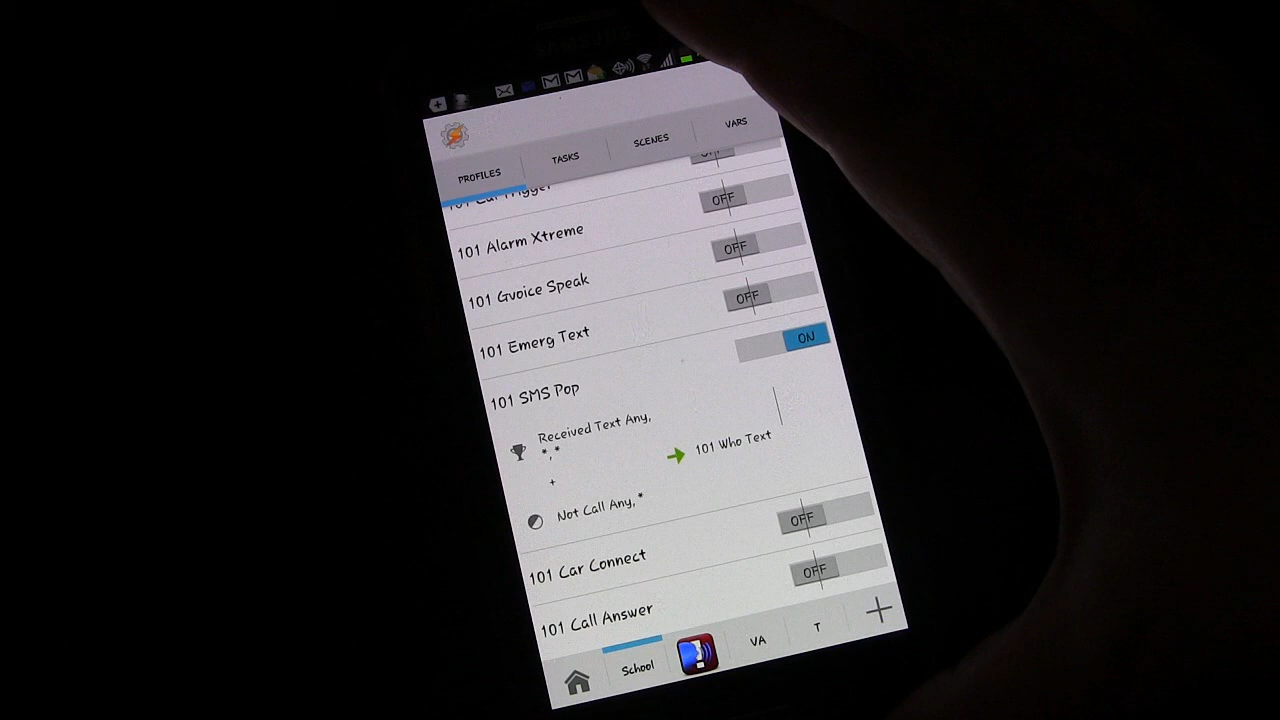 PROFILES
TASKS
SCENES
VARS
101 Car Trigger
OFF
101 Alarm Xtreme
OFF
101 Gvoice Speak
OFF
101 Emerg Text
ON
101 SMS Pop
Received Text Any,
*,*
+
Not Call Any,*
101 Who Text
OFF
101 Car Connect
OFF
101 Call Answer
School
VA
T